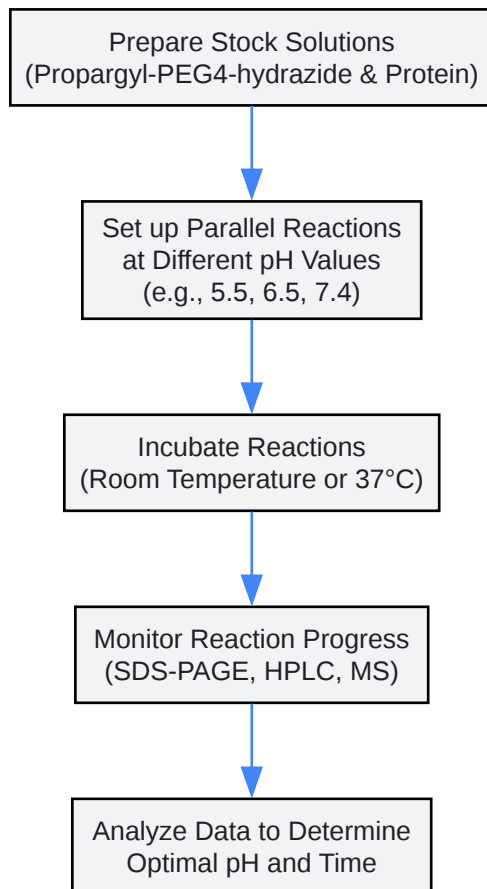 Prepare Stock Solutions
(Propargyl-PEG4-hydrazide & Protein)
Set up Parallel Reactions
at Different pH Values
(e.g., 5.5, 6.5, 7.4)
Incubate Reactions
(Room Temperature or 37°C)
Monitor Reaction Progress
(SDS-PAGE, HPLC, MS)
Analyze Data to Determine
Optimal pH and Time